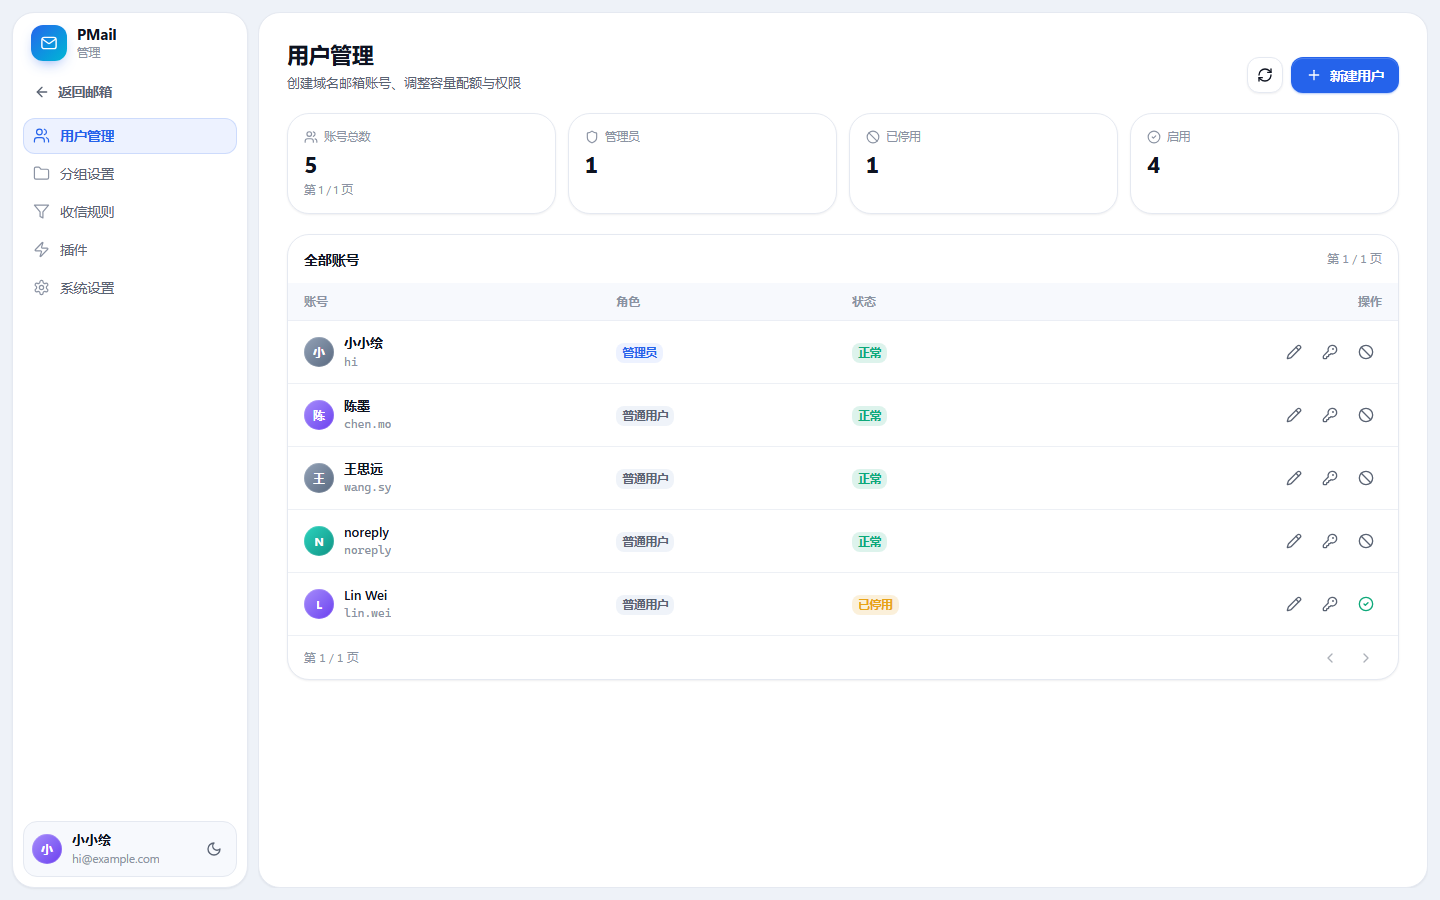 PMail
管理
返回邮箱
用户管理
分组设置
收信规则
插件
系统设置
小
小小绘
hi@example.com
用户管理
创建域名邮箱账号、调整容量配额与权限
新建用户
账号总数
5
第 1 / 1 页
管理员
1
已停用
1
启用
4
全部账号
第 1 / 1 页
账号 角色 状态 操作
小
小小绘
hi
管理员
正常
陈
陈墨
chen.mo
普通用户
正常
王
王思远
wang.sy
普通用户
正常
N
noreply
noreply
普通用户
正常
L
Lin Wei
lin.wei
普通用户
已停用
第 1 / 1 页